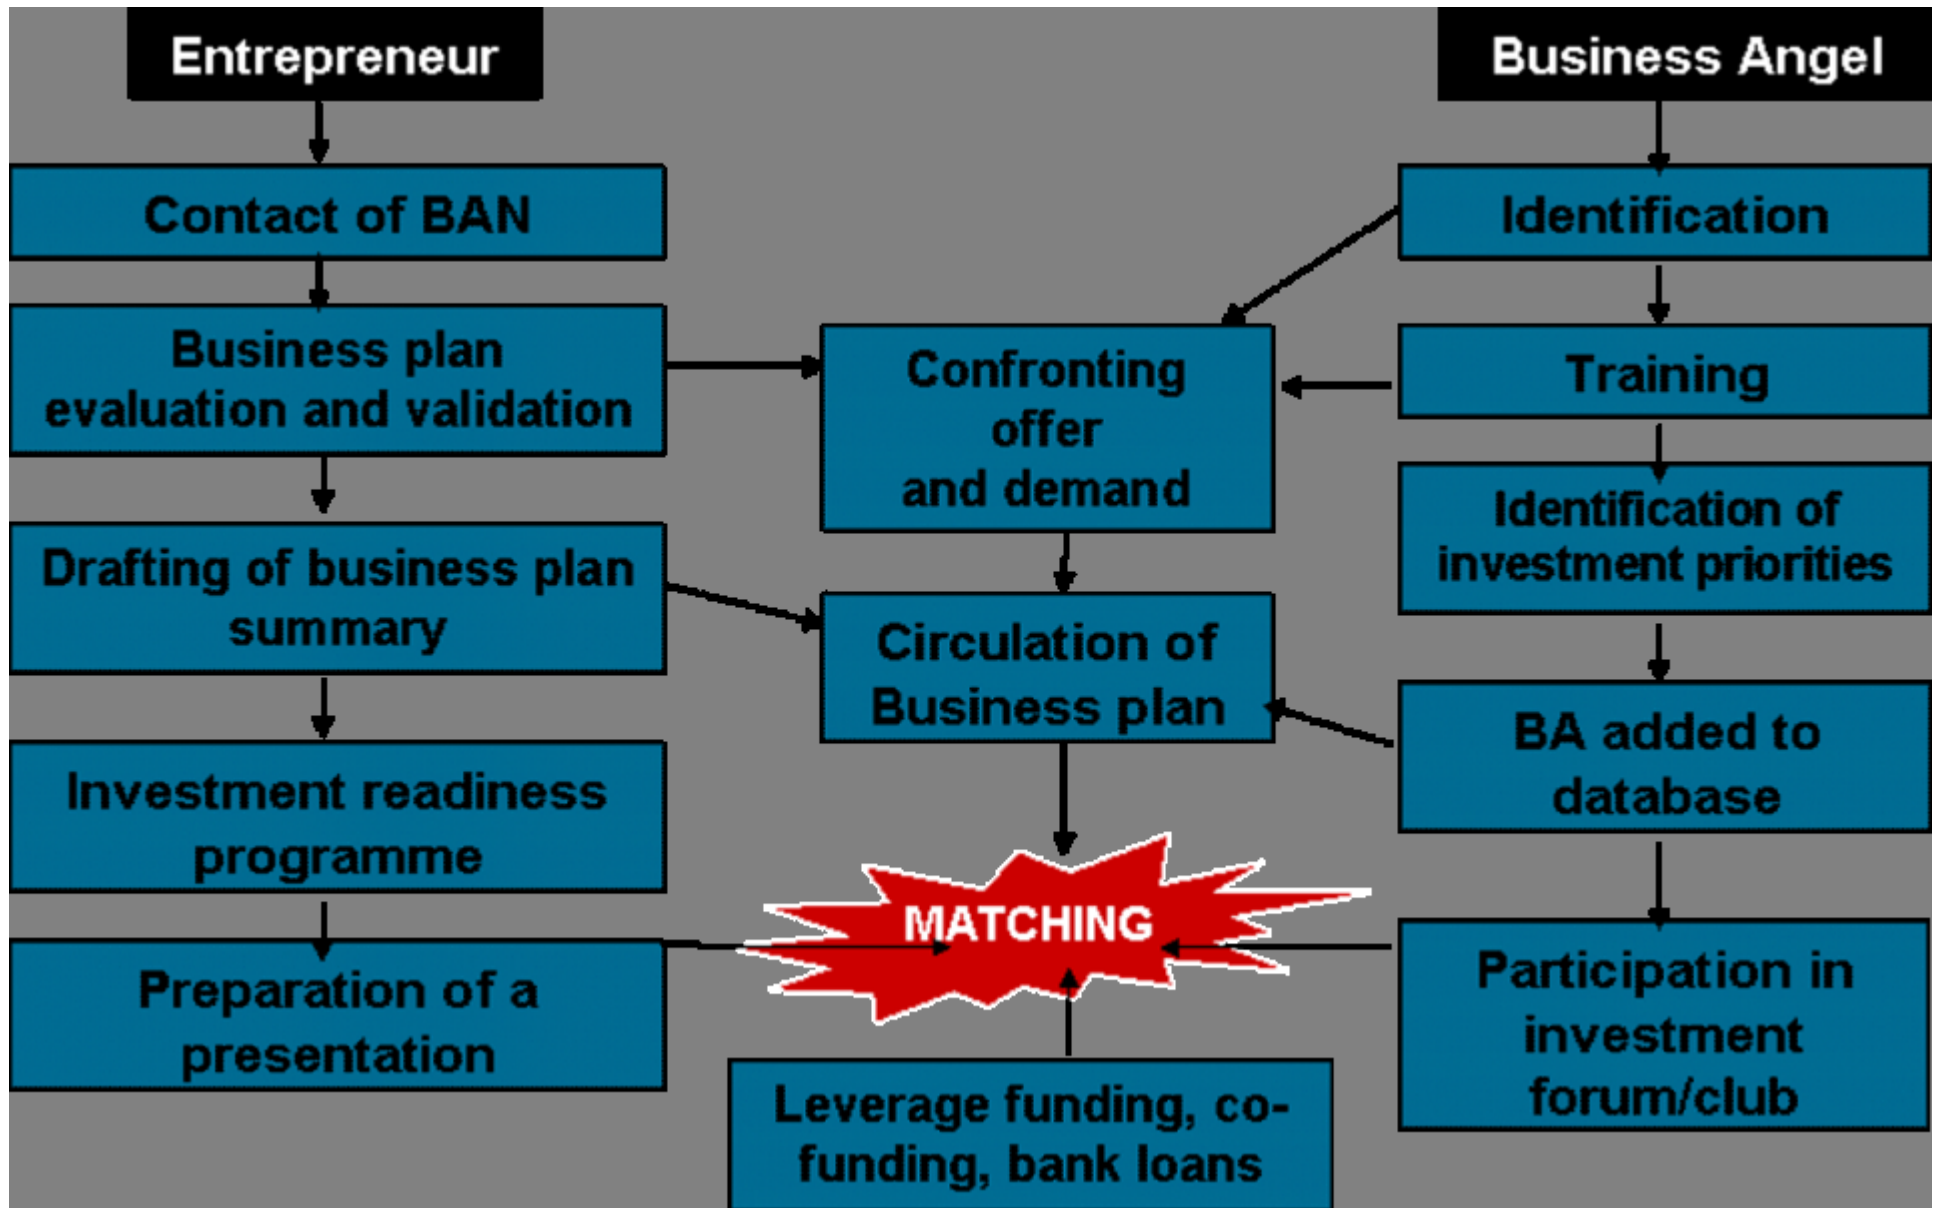 Entrepreneur
Business Angel
Contact of BAN
Business plan
evaluation and validation
Drafting of business plan
summary
Investment readiness
programme
Preparation of a
presentation
Confronting
offer
and demand
Circulation of
Business plan
MATCHING
Leverage funding, co-
funding, bank loans
Identification
Training
Identification of
investment priorities
BA added to
database
Participation in
investment
forum/club